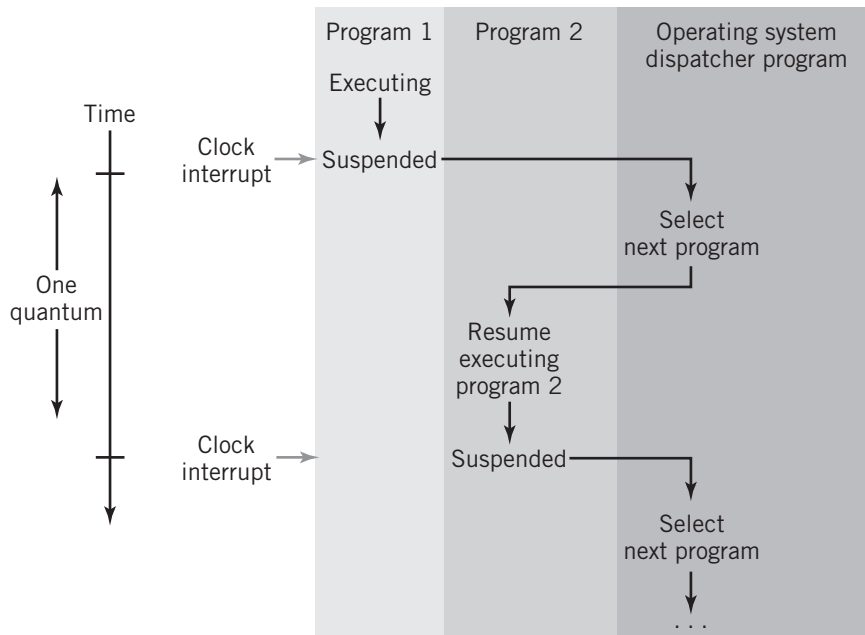 Program 1
Program 2
Operating system
dispatcher program
Executing
Time
Clock
interrupt
Suspended
Select
next program
One
quantum
Resume
executing
program 2
Clock
interrupt
Suspended
Select
next program
. . .